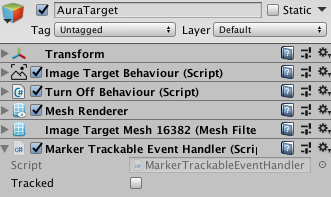 AuraTarget Static
Tag Untagged Layer Default
Transform
Image Target Behaviour (Script)
Turn Off Behaviour (Script)
Mesh Renderer
Image Target Mesh 16382 (Mesh Filte
Marker Trackable Event Handler (Scrip
Script MarkerTrackableEventHandler
Tracked